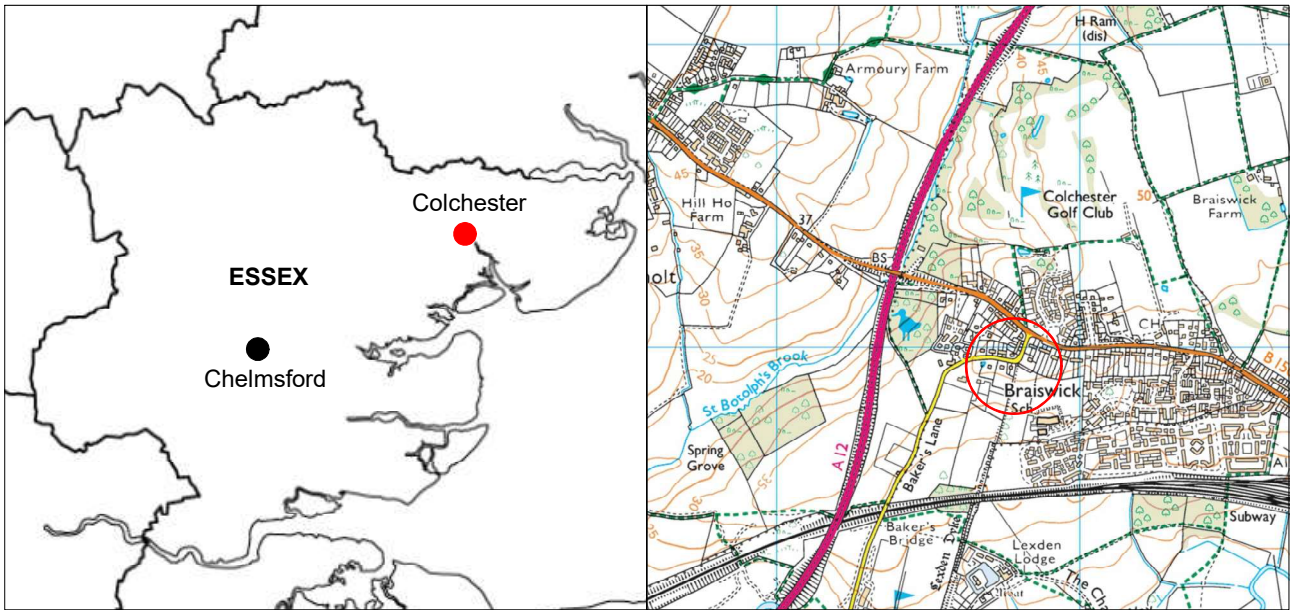 Colchester
ESSEX
Chelmsford
H Ram
(dis)
40
45
Armoury Farm
45
Hill Ho
Farm
37
Colchester
Golf Club
50
Braiswick
Farm
BS
35
30
25
20
St Botolph's Brook
CH
B 15
Braiswick
Sch
Spring
Grove
A 12
Baker's Lane
35
30
Baker's
Bridge
Lexden
Lodge
Subway
The Ch